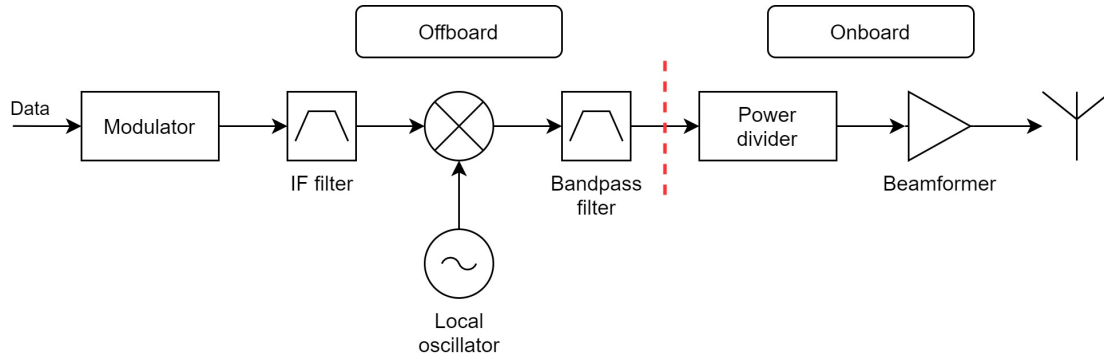 Offboard
Onboard
Data
Modulator
IF filter
Bandpass
filter
Power
divider
Beamformer
Local
oscillator